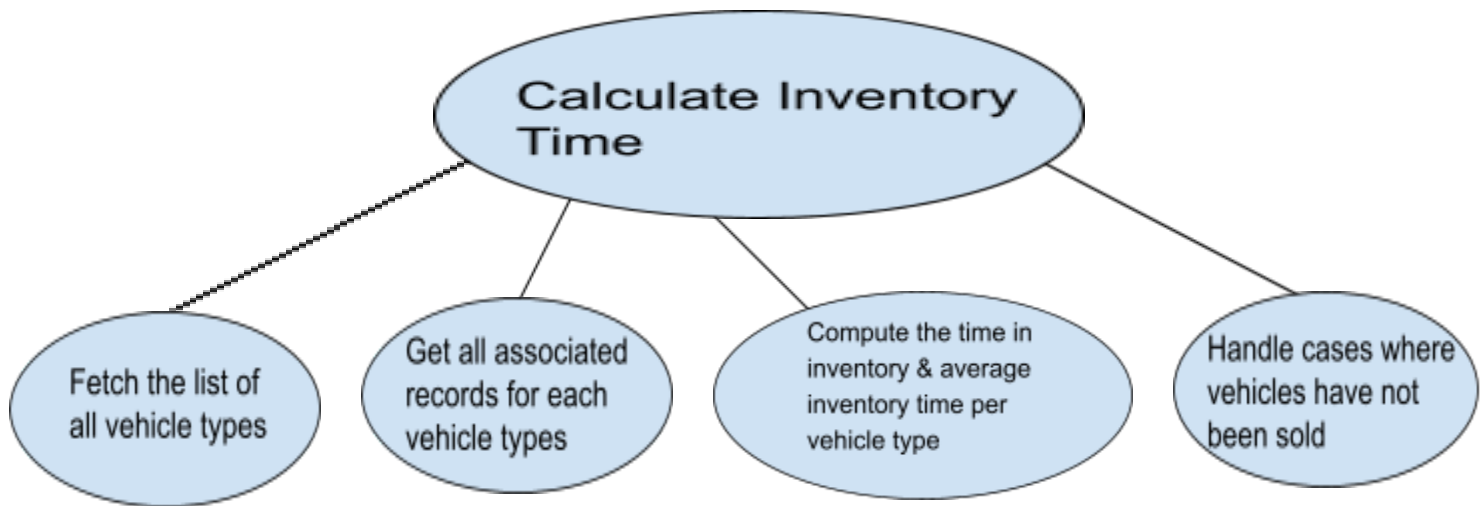 Calculate Inventory
Time
Fetch the list of
all vehicle types
Get all associated
records for each
vehicle types
Compute the time in
inventory & average
inventory time per
vehicle type
Handle cases where
vehicles have not
been sold